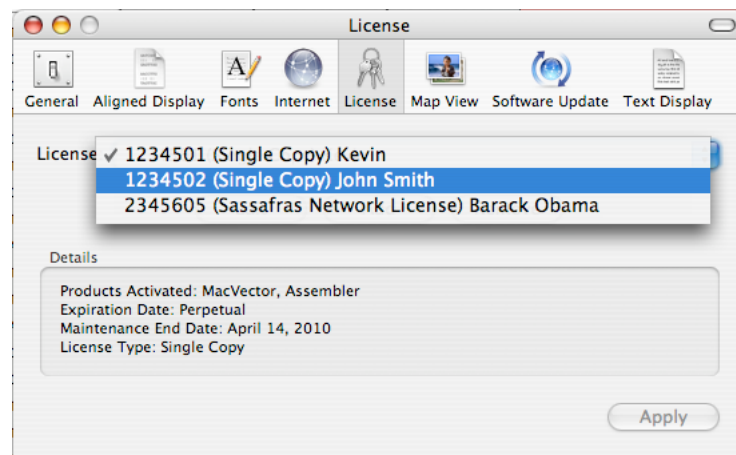 License
General Aligned Display Fonts Internet License Map View Software Update Text Display
License ✓ 1234501 (Single Copy) Kevin
1234502 (Single Copy) John Smith
2345605 (Sassafras Network License) Barack Obama
Details
Products Activated: MacVector, Assembler
Expiration Date: Perpetual
Maintenance End Date: April 14, 2010
License Type: Single Copy
Apply